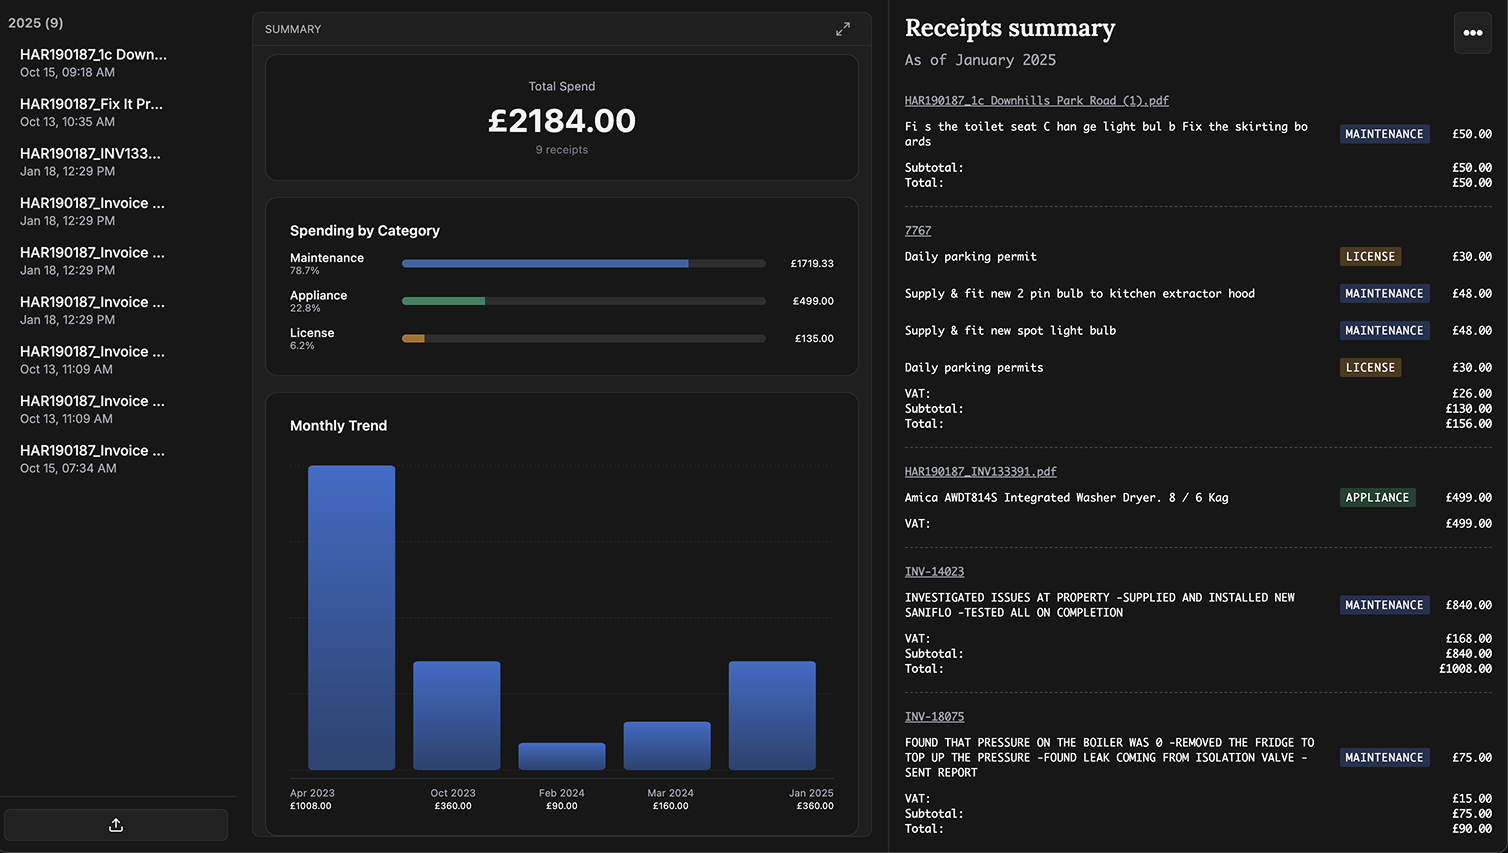 2025 (9)
HAR190187_1c Down...
Oct 15, 09:18 AM
HAR190187_Fix It Pr...
Oct 13, 10:35 AM
HAR190187_INV133...
Jan 18, 12:29 PM
HAR190187_Invoice ...
Jan 18, 12:29 PM
HAR190187_Invoice ...
Jan 18, 12:29 PM
HAR190187_Invoice ...
Jan 18, 12:29 PM
HAR190187_Invoice ...
Oct 13, 11:09 AM
HAR190187_Invoice ...
Oct 13, 11:09 AM
HAR190187_Invoice ...
Oct 15, 07:34 AM
SUMMARY
Total Spend
£2184.00
9 receipts
Spending by Category
Maintenance
78.7%
£1719.33
Appliance
22.8%
£499.00
License
6.2%
£135.00
Monthly Trend
Apr 2023 Oct 2023 Feb 2024 Mar 2024 Jan 2025
£1008.00 £360.00 £90.00 £160.00 £360.00
Receipts summary
As of January 2025
HAR190187_1c Downhills Park Road (1).pdf
Fi s the toilet seat C han ge light bul b Fix the skirting bo
ards
MAINTENANCE £50.00
Subtotal: £50.00
Total: £50.00
7767
Daily parking permit LICENSE £30.00
Supply & fit new 2 pin bulb to kitchen extractor hood MAINTENANCE £48.00
Supply & fit new spot light bulb MAINTENANCE £48.00
Daily parking permits LICENSE £30.00
VAT: £26.00
Subtotal: £130.00
Total: £156.00
HAR190187_INV133391.pdf
Amica AWDT814S Integrated Washer Dryer. 8 / 6 Kag APPLIANCE £499.00
VAT: £499.00
INV-14023
INVESTIGATED ISSUES AT PROPERTY -SUPPLIED AND INSTALLED NEW
SANIFLO -TESTED ALL ON COMPLETION
MAINTENANCE £840.00
VAT: £168.00
Subtotal: £840.00
Total: £1008.00
INV-18075
FOUND THAT PRESSURE ON THE BOILER WAS 0 -REMOVED THE FRIDGE TO
TOP UP THE PRESSURE -FOUND LEAK COMING FROM ISOLATION VALVE -
SENT REPORT
MAINTENANCE £75.00
VAT: £15.00
Subtotal: £75.00
Total: £90.00